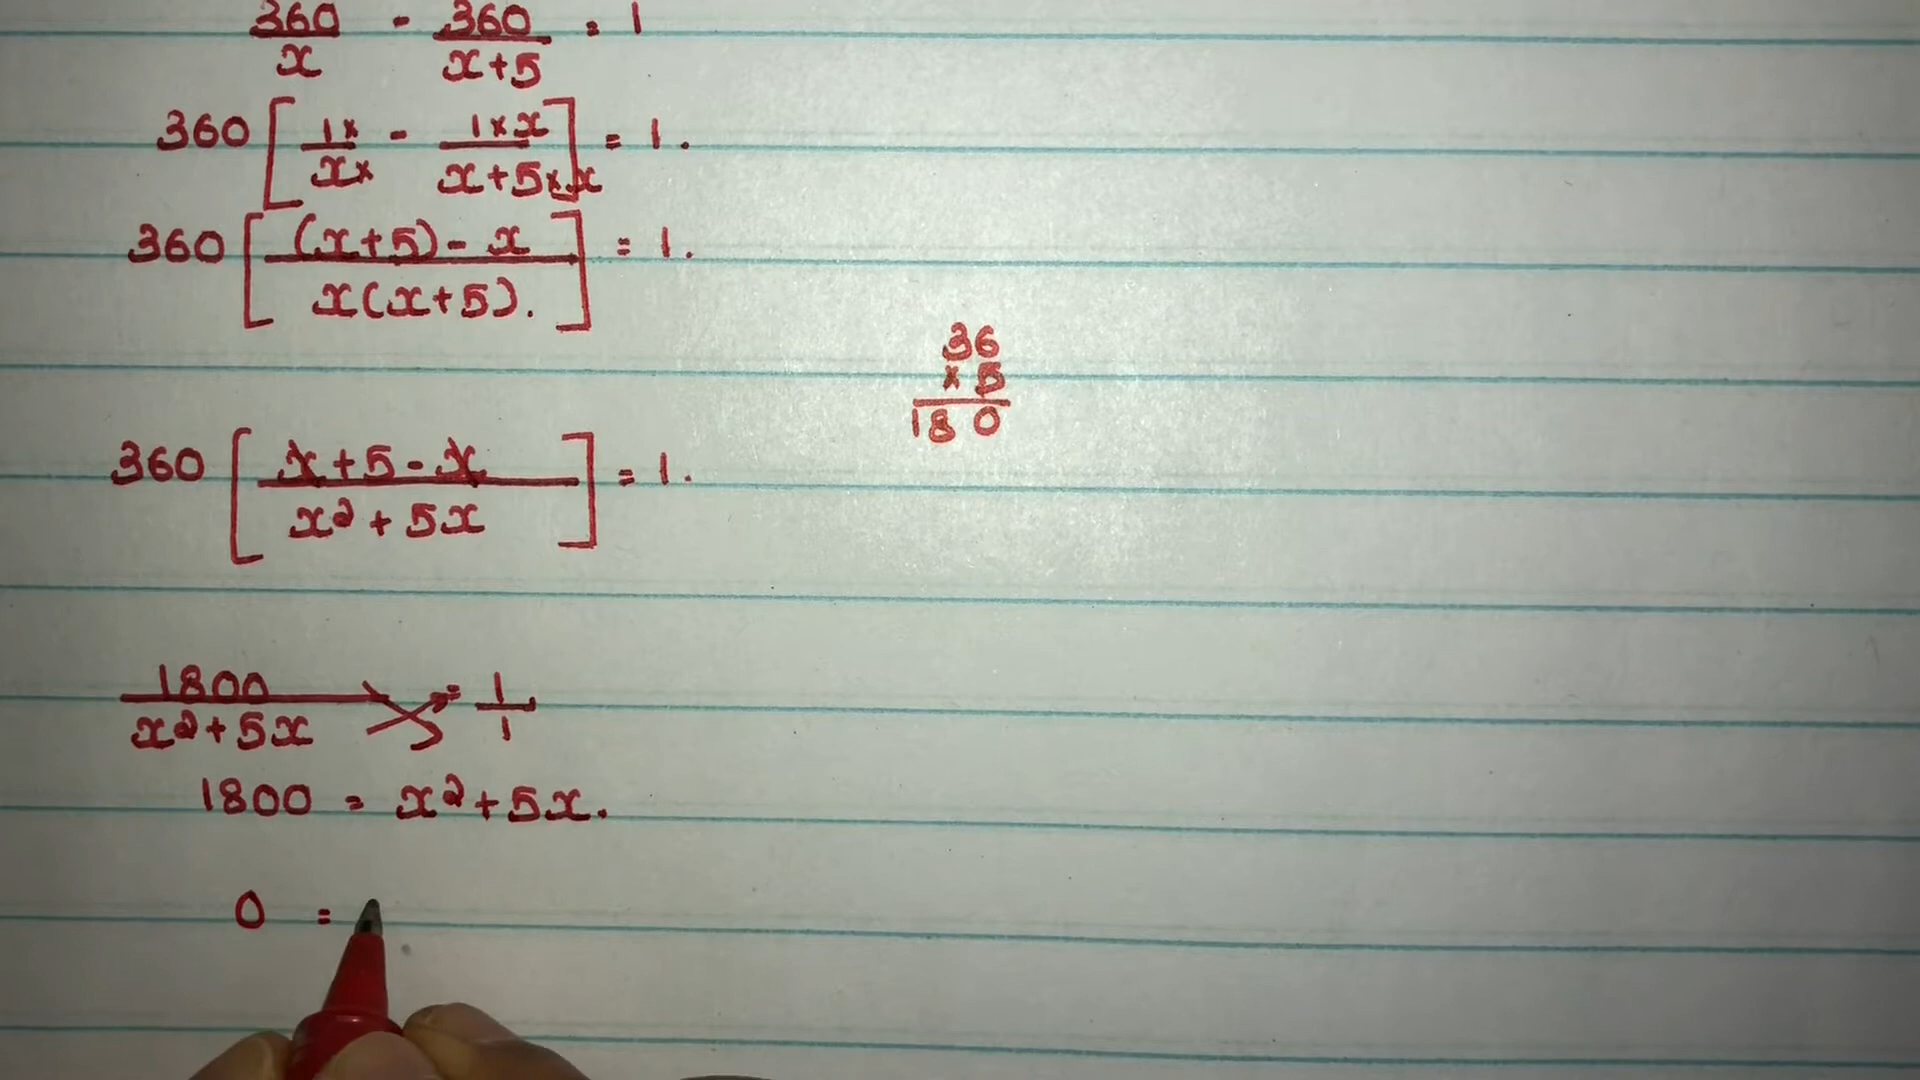 360/x - 360/x+5 = 1
360 [ 1×/x× - 1×x/x+5×x ] = 1.
360 [ (x+5) - x / x(x+5). ] = 1.
36
× 5
180
360 [ x+5-x / x²+5x ] = 1.
1800/x²+5x = 1/1
1800 = x²+5x.
0 =